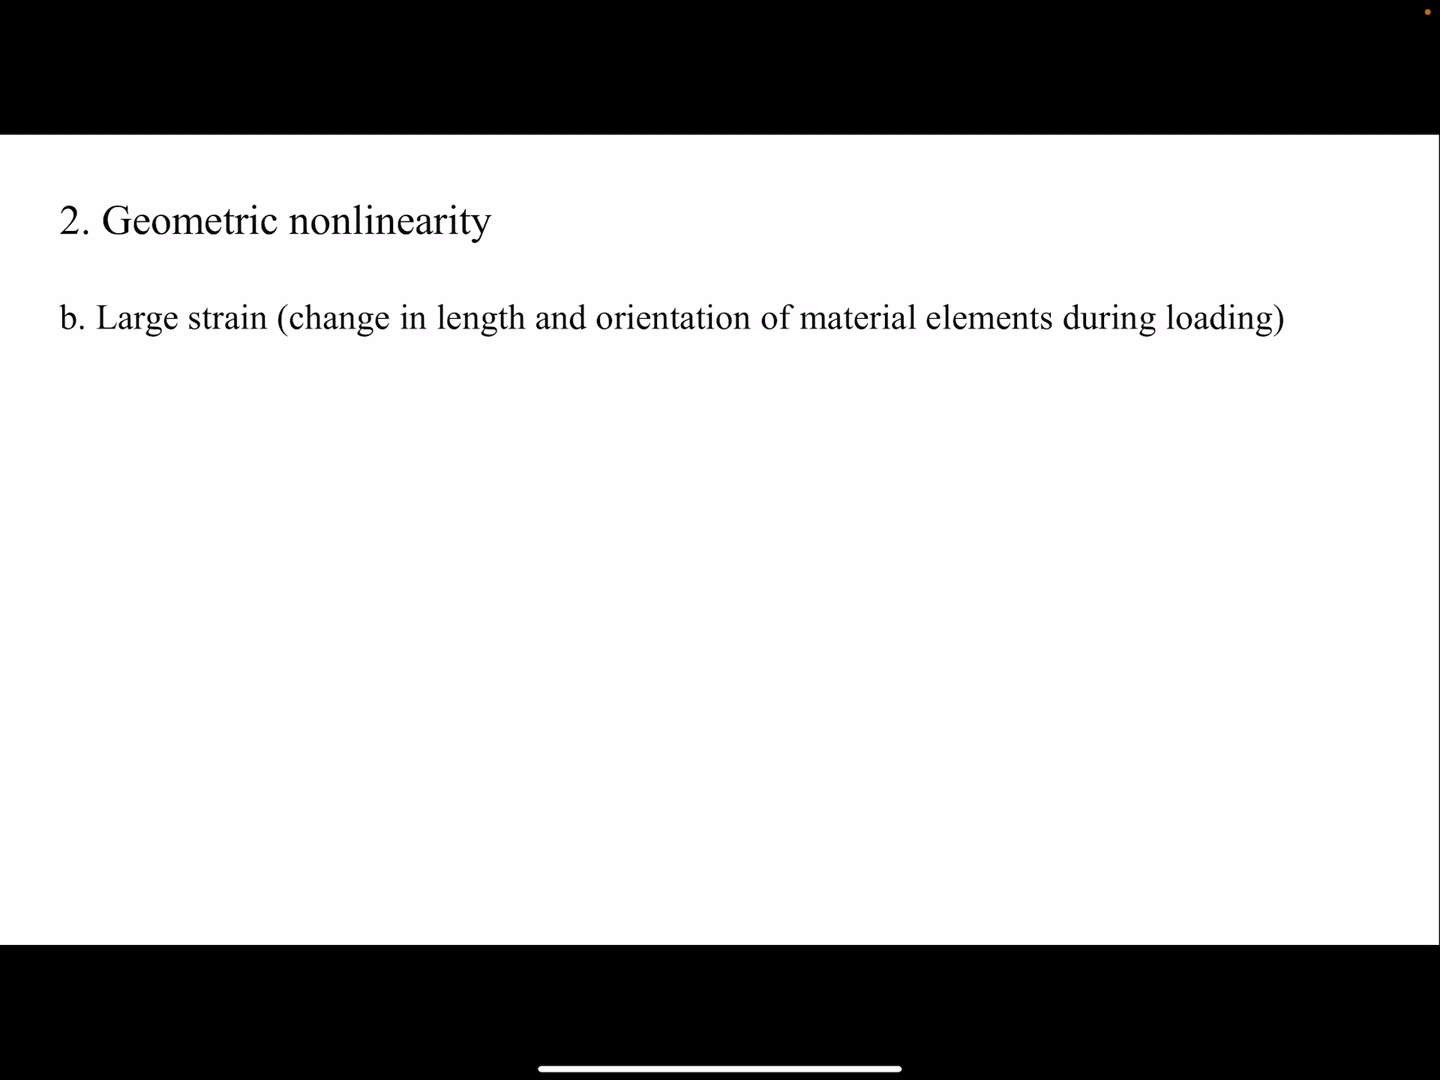 2. Geometric nonlinearity
b. Large strain (change in length and orientation of material elements during loading)